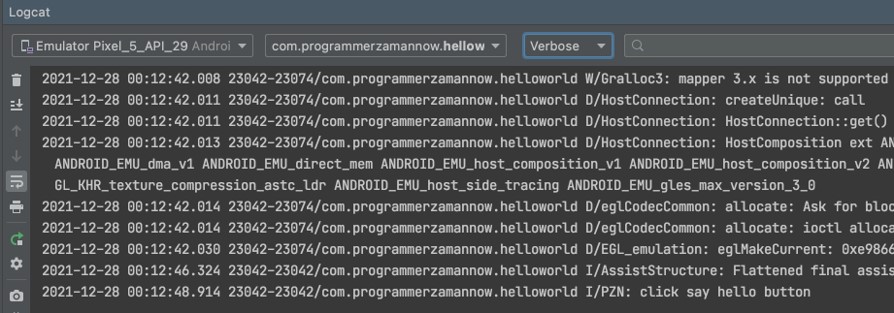 Logcat
Emulator Pixel_5_API_29 Androi com.programmerzamannow.hellow Verbose
2021-12-28 00:12:42.008 23042-23074/com.programmerzamannow.helloworld W/Gralloc3: mapper 3.x is not supported
2021-12-28 00:12:42.011 23042-23074/com.programmerzamannow.helloworld D/HostConnection: createUnique: call
2021-12-28 00:12:42.011 23042-23074/com.programmerzamannow.helloworld D/HostConnection: HostConnection::get()
2021-12-28 00:12:42.013 23042-23074/com.programmerzamannow.helloworld D/HostConnection: HostComposition ext AN
ANDROID_EMU_dma_v1 ANDROID_EMU_direct_mem ANDROID_EMU_host_composition_v1 ANDROID_EMU_host_composition_v2 AN
GL_KHR_texture_compression_astc_ldr ANDROID_EMU_host_side_tracing ANDROID_EMU_gles_max_version_3_0
2021-12-28 00:12:42.014 23042-23074/com.programmerzamannow.helloworld D/eglCodecCommon: allocate: Ask for bloc
2021-12-28 00:12:42.014 23042-23074/com.programmerzamannow.helloworld D/eglCodecCommon: allocate: ioctl alloca
2021-12-28 00:12:42.030 23042-23074/com.programmerzamannow.helloworld D/EGL_emulation: eglMakeCurrent: 0xe9866
2021-12-28 00:12:46.324 23042-23042/com.programmerzamannow.helloworld I/AssistStructure: Flattened final assis
2021-12-28 00:12:48.914 23042-23042/com.programmerzamannow.helloworld I/PZN: click say hello button